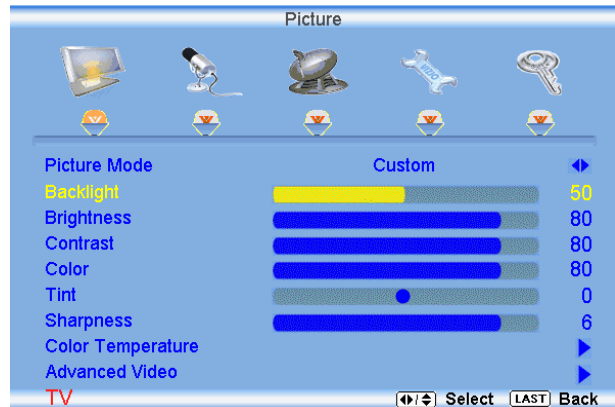 Picture
VIZIO
Picture Mode Custom
Backlight 50
Brightness 80
Contrast 80
Color 80
Tint 0
Sharpness 6
Color Temperature
Advanced Video
TV Select LAST Back